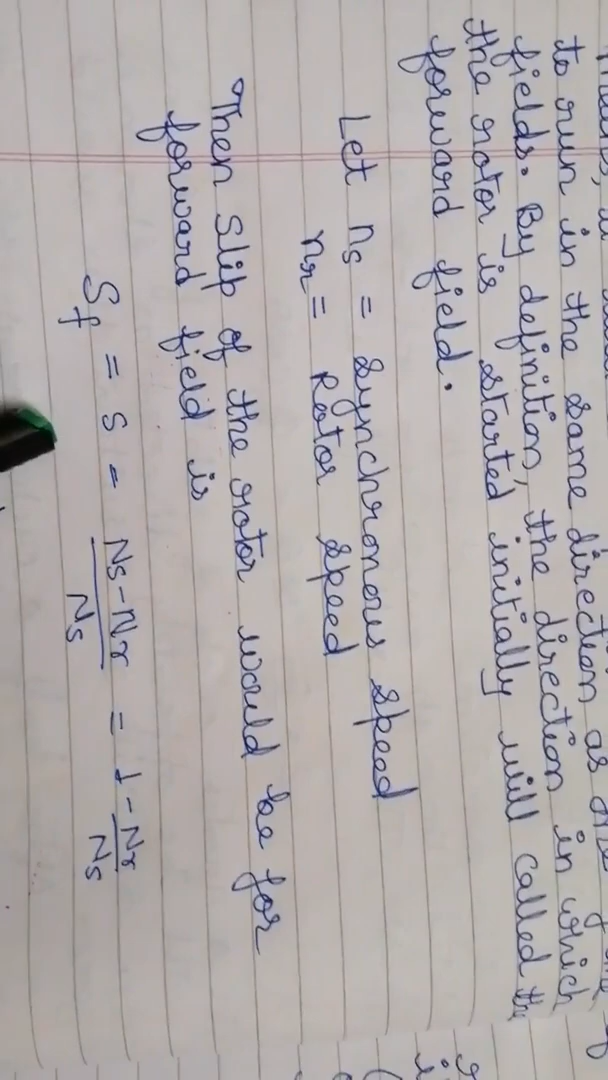 to run in the same direction as one
fields. By definition, the direction in which
the rotor is started initially will called the
forward field.
Let ns = synchronous speed
nr = Rotor speed
Then Slip of the rotor would be for
forward field is
Sf = s = Ns-Nr/Ns = 1 - Nr/Ns